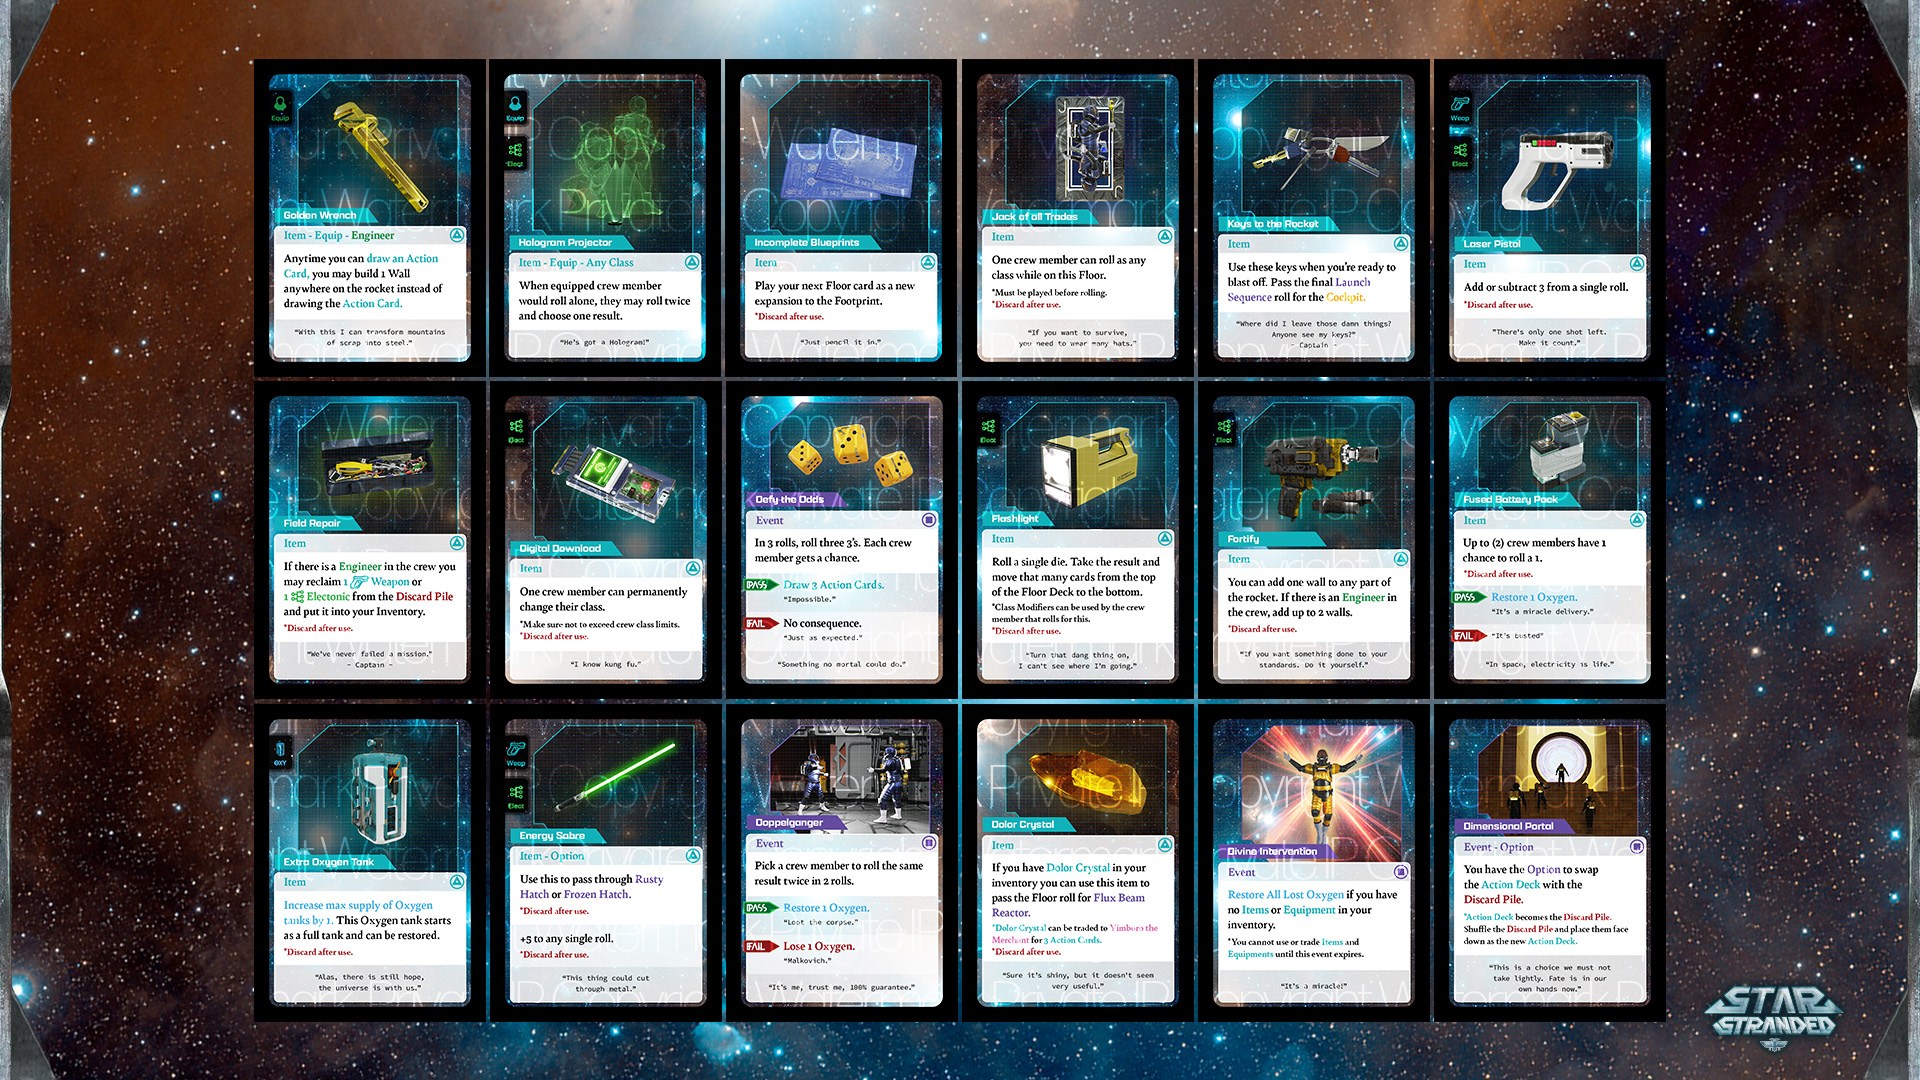 Equip
Golden Wrench
Item - Equip - Engineer
Anytime you can draw an Action
Card, you may build 1 Wall
anywhere on the rocket instead of
drawing the Action Card.
"With this I can transform mountains
of scrap into steel."
Equip
Elect
Hologram Projector
Item - Equip - Any Class
When equipped crew member
would roll alone, they may roll twice
and choose one result.
"He's got a Hologram!"
Incomplete Blueprints
Item
Play your next Floor card as a new
expansion to the Footprint.
*Discard after use.
"Just pencil it in."
Jack of all Trades
Item
One crew member can roll as any
class while on this Floor.
*Must be played before rolling.
*Discard after use.
"If you want to survive,
you need to wear many hats."
Keys to the Rocket
Item
Use these keys when you're ready to
blast off. Pass the final Launch
Sequence roll for the Cockpit.
"Where did I leave those damn things?
Anyone see my keys?"
- Captain -
Weap
Elect
Laser Pistol
Item
Add or subtract 3 from a single roll.
*Discard after use.
"There's only one shot left.
Make it count."
Field Repair
Item
If there is a Engineer in the crew you
may reclaim 1 Weapon or
1 Electonic from the Discard Pile
and put it into your Inventory.
*Discard after use.
"We've never failed a mission."
- Captain -
Elect
Digital Download
Item
One crew member can permanently
change their class.
*Make sure not to exceed crew class limits.
*Discard after use.
"I know kung fu."
Defy the Odds
Event
In 3 rolls, roll three 3's. Each crew
member gets a chance.
PASS Draw 3 Action Cards.
"Impossible."
FAIL No consequence.
"Just as expected."
"Something no mortal could do."
Elect
Flashlight
Item
Roll a single die. Take the result and
move that many cards from the top
of the Floor Deck to the bottom.
*Class Modifiers can be used by the crew
member that rolls for this.
*Discard after use.
"Turn that dang thing on,
I can't see where I'm going."
Elect
Fortify
Item
You can add one wall to any part of
the rocket. If there is an Engineer in
the crew, add up to 2 walls.
*Discard after use.
"If you want something done to your
standards. Do it yourself."
Fused Battery Pack
Item
Up to (2) crew members have 1
chance to roll a 1.
*Discard after use.
PASS Restore 1 Oxygen.
"It's a miracle delivery."
FAIL "It's busted"
"In space, electricity is life."
OXY
Extra Oxygen Tank
Item
Increase max supply of Oxygen
tanks by 1. This Oxygen tank starts
as a full tank and can be restored.
*Discard after use.
"Alas, there is still hope,
the universe is with us."
Weap
Elect
Energy Sabre
Item - Option
Use this to pass through Rusty
Hatch or Frozen Hatch.
*Discard after use.
+5 to any single roll.
*Discard after use.
"This thing could cut
through metal."
Doppelganger
Event
Pick a crew member to roll the same
result twice in 2 rolls.
PASS Restore 1 Oxygen.
"Loot the corpse."
FAIL Lose 1 Oxygen.
"Malkovich."
"It's me, trust me, 100% guarantee."
Dolor Crystal
Item
If you have Dolor Crystal in your
inventory you can use this item to
pass the Floor roll for Flux Beam
Reactor.
*Dolor Crystal can be traded to Yimboro the
Merchant for 3 Action Cards.
*Discard after use.
"Sure it's shiny, but it doesn't seem
very useful."
Divine Intervention
Event
Restore All Lost Oxygen if you have
no Items or Equipment in your
inventory.
*You cannot use or trade Items and
Equipments until this event expires.
"It's a miracle!"
Dimensional Portal
Event - Option
You have the Option to swap
the Action Deck with the
Discard Pile.
*Action Deck becomes the Discard Pile.
Shuffle the Discard Pile and place them face
down as the new Action Deck.
"This is a choice we must not
take lightly. Fate is in our
own hands now."
STAR
STRANDED